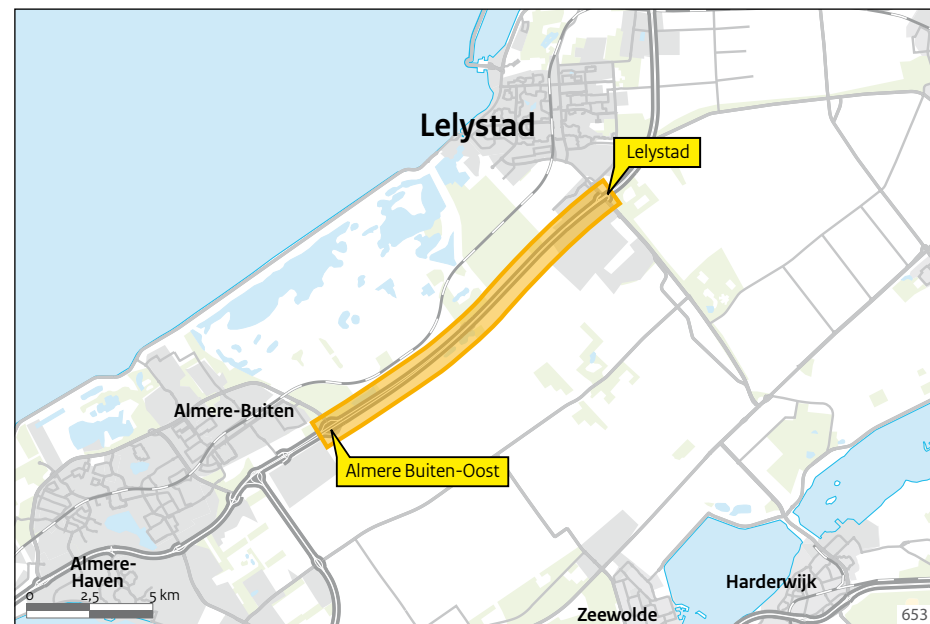 Lelystad
Lelystad
Almere-Buiten
Almere Buiten-Oost
Almere-
Haven
0 2,5 5 km
Harderwijk
Zeewolde
653